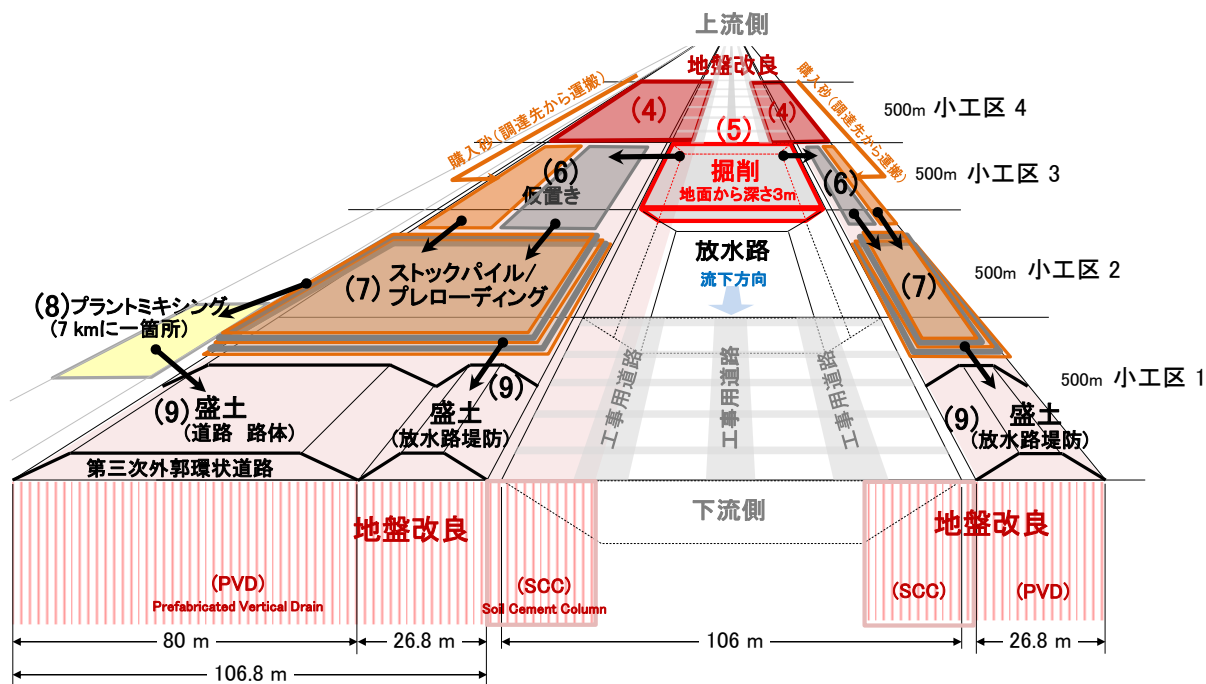 上流側
地盤改良
購入砂(調達先から運搬)
購入砂(調達先から運搬)
(4)
(4)
500m 小工区 4
(5)
掘削
地面から深さ3m
(6)
仮置き
(6)
500m 小工区 3
放水路
流下方向
(7) ストックパイル/
プレローディング
(7)
500m 小工区 2
(8)プラントミキシング
(7 kmに一箇所)
工事用道路
工事用道路
工事用道路
500m 小工区 1
(9) 盛土
(道路 路体)
(9)
盛土
(放水路堤防)
(9) 盛土
(放水路堤防)
第三次外郭環状道路
下流側
地盤改良
地盤改良
(PVD)
Prefabricated Vertical Drain
(SCC)
Soil Cement Column
(SCC)
(PVD)
80 m
26.8 m
106 m
26.8 m
106.8 m